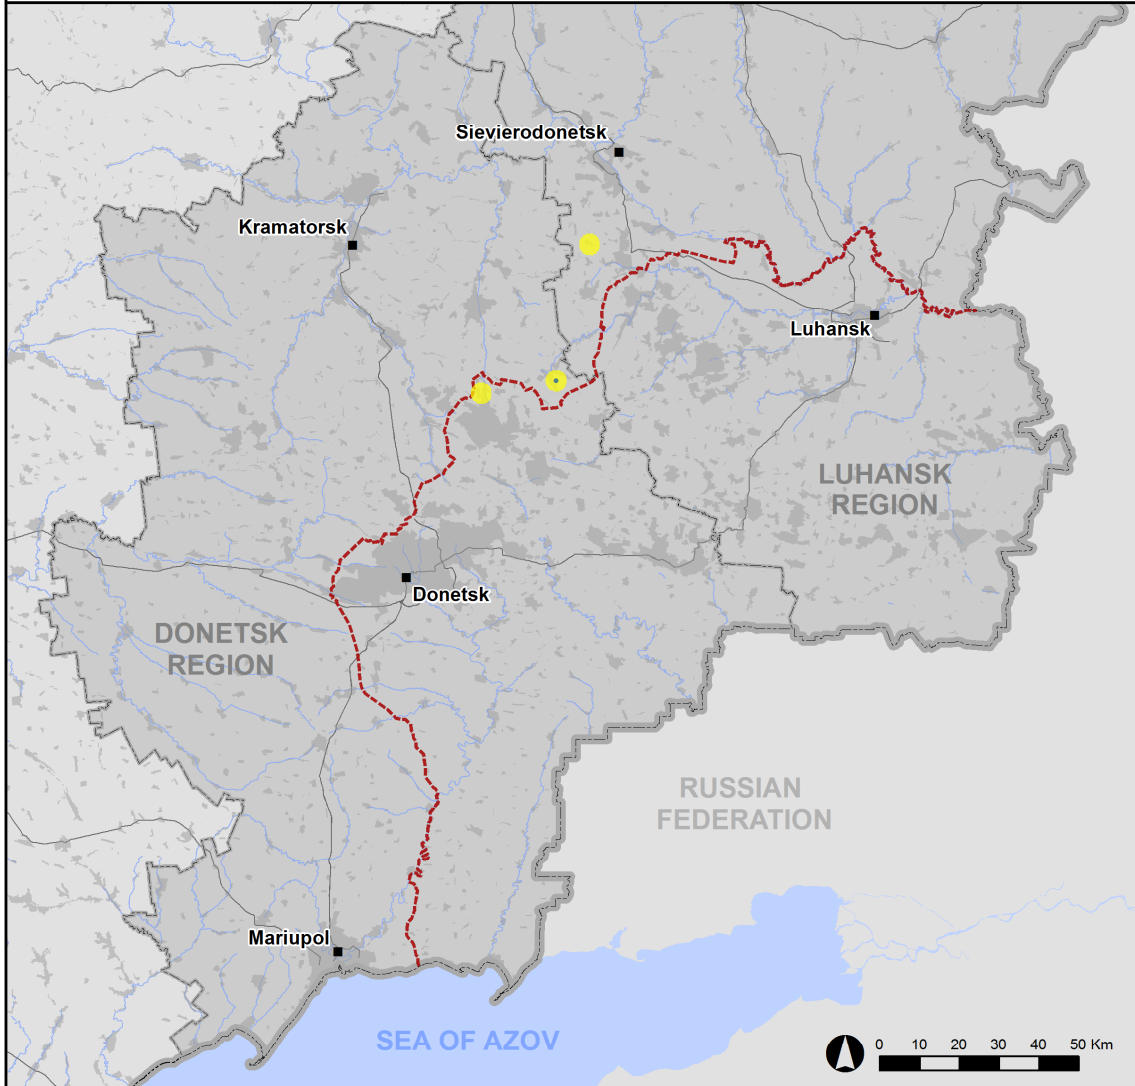 Sievierodonetsk
Kramatorsk
Luhansk
LUHANSK
REGION
Donetsk
DONETSK
REGION
RUSSIAN
FEDERATION
Mariupol
SEA OF AZOV
0 10 20 30 40 50 Km